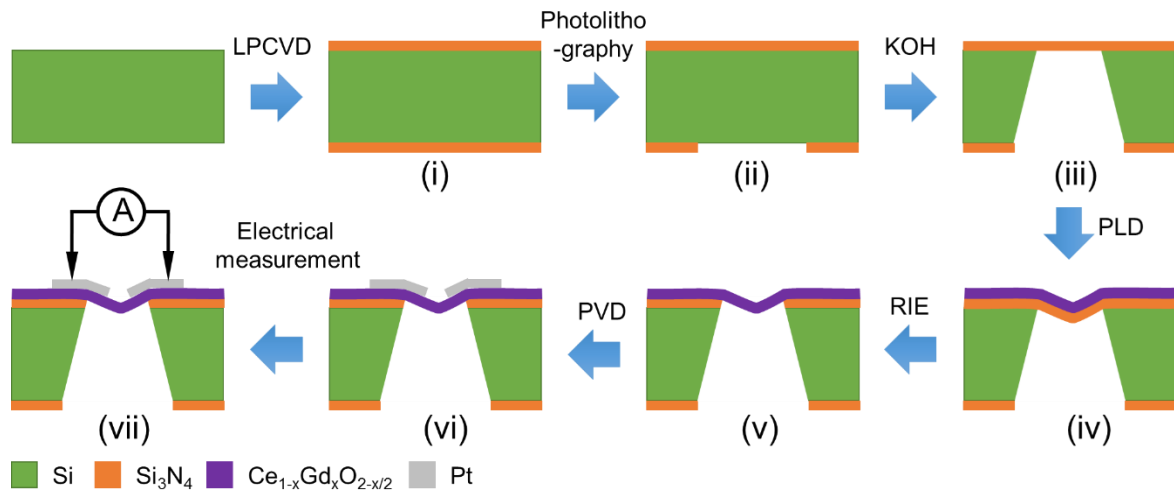 LPCVD
Photolitho
-graphy
KOH
(i)
(ii)
(iii)
PLD
A
Electrical
measurement
PVD
RIE
(vii)
(vi)
(v)
(iv)
Si
Si₃N₄
Ce₁₋ₓGdₓO₂₋ₓ/₂
Pt